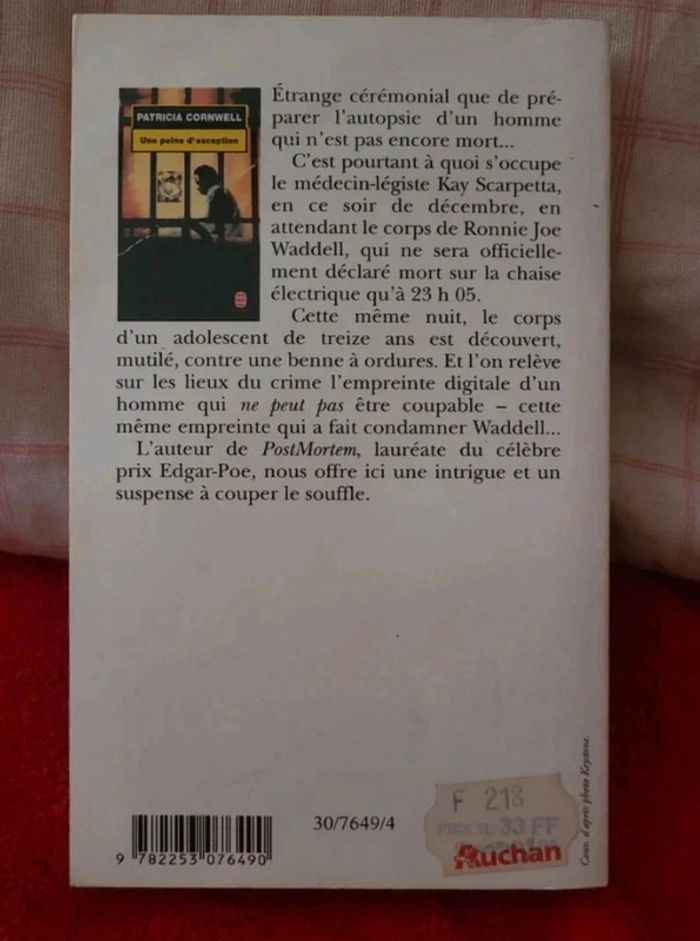 PATRICIA CORNWELL
Une peine d'exception
Étrange cérémonial que de pré-
parer l'autopsie d'un homme
qui n'est pas encore mort...
C'est pourtant à quoi s'occupe
le médecin-légiste Kay Scarpetta,
en ce soir de décembre, en
attendant le corps de Ronnie Joe
Waddell, qui ne sera officielle-
ment déclaré mort sur la chaise
électrique qu'à 23 h 05.
Cette même nuit, le corps
d'un adolescent de treize ans est découvert,
mutilé, contre une benne à ordures. Et l'on relève
sur les lieux du crime l'empreinte digitale d'un
homme qui ne peut pas être coupable – cette
même empreinte qui a fait condamner Waddell...
L'auteur de PostMortem, lauréate du célèbre
prix Edgar-Poe, nous offre ici une intrigue et un
suspense à couper le souffle.
30/7649/4
9 782253 076490
F 218
PRIX TC 33 FF
Auchan
Couv. d'après photo Keystone.